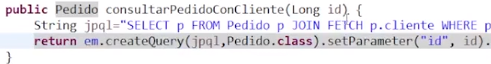 public Pedido consultarPedidoConCliente(Long id) {
String jpql="SELECT p FROM Pedido p JOIN FETCH p.cliente WHERE p
return em.createQuery(jpql,Pedido.class).setParameter("id", id).
}